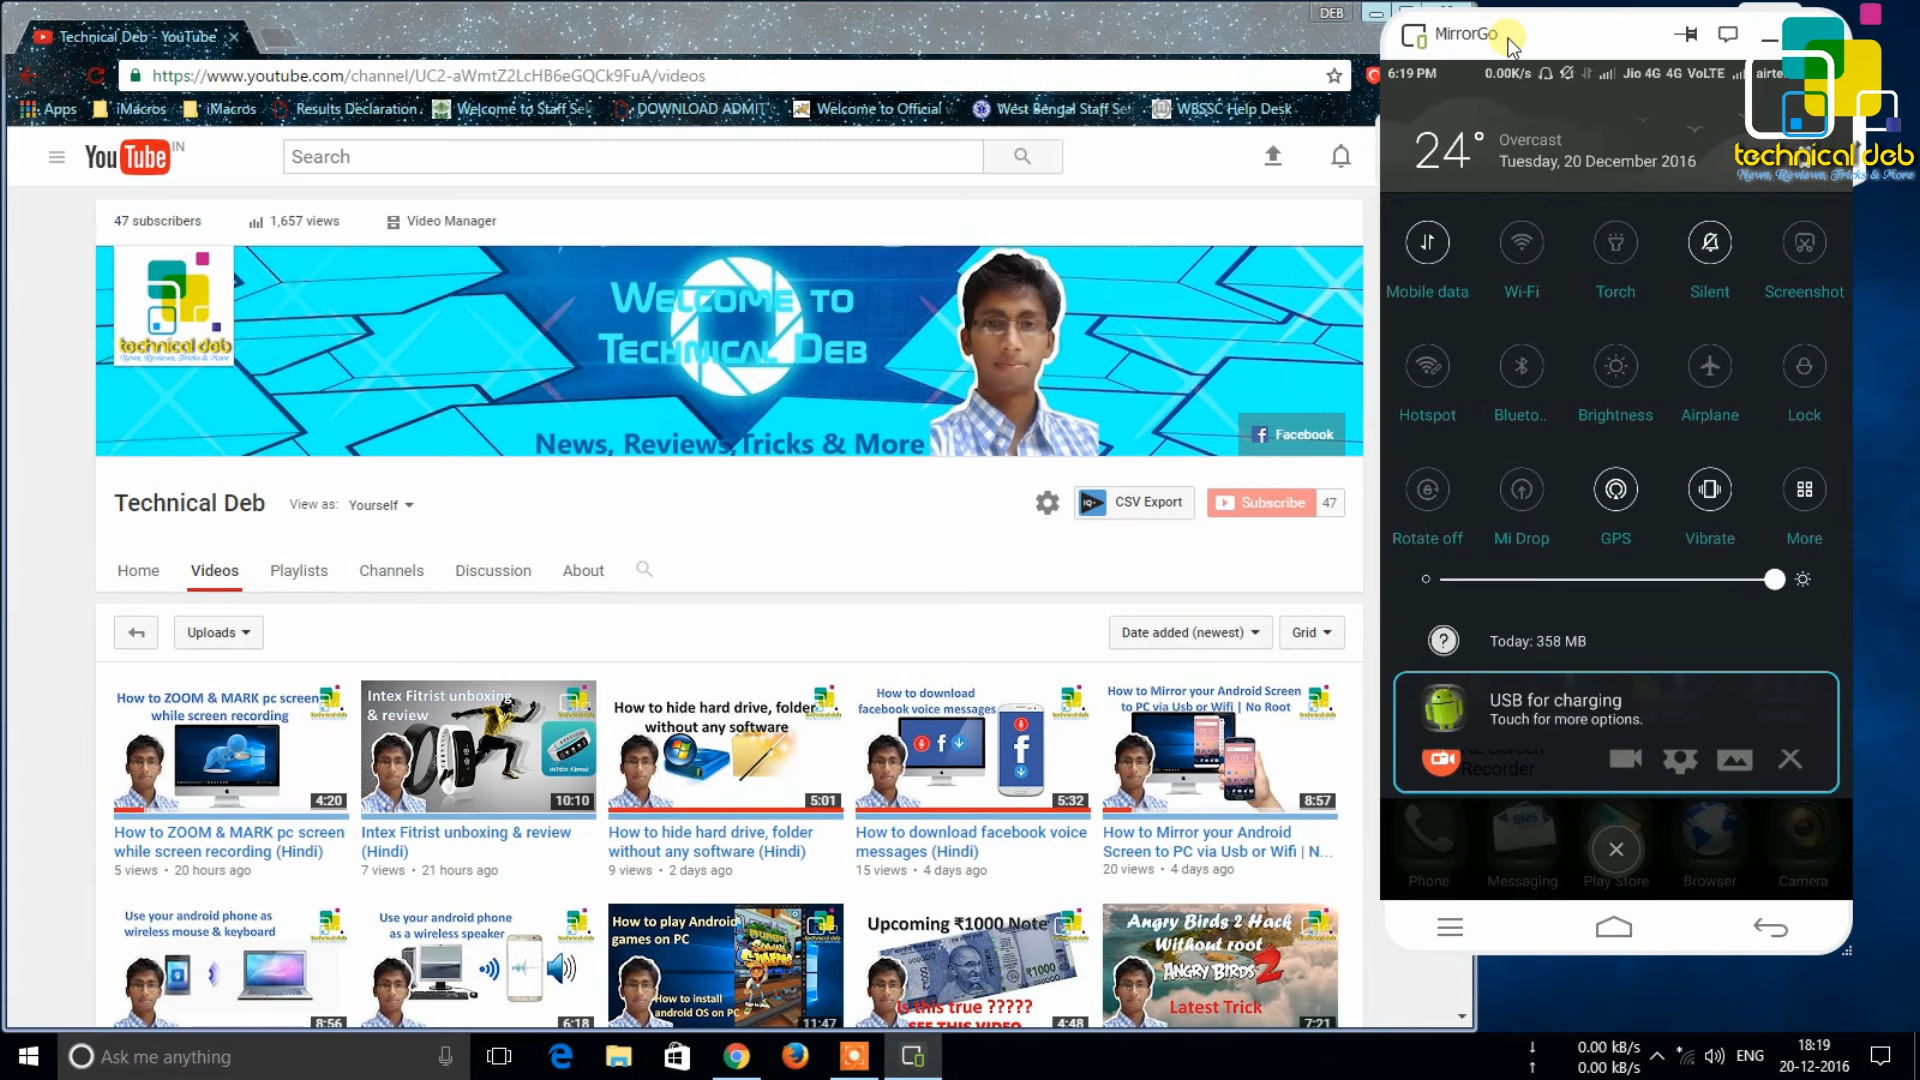 DEB
Technical Deb - YouTube
https://www.youtube.com/channel/UC2-aWmtZ2LcHB6eGQCk9FuA/videos
Apps
iMacros
iMacros
Results Declaration
Welcome to Staff Sel
DOWNLOAD ADMIT
Welcome to Official
West Bengal Staff Se
WBSSC Help Desk
YouTube IN
Search
47 subscribers
1,657 views
Video Manager
technical deb
News, Reviews, Tricks & More
WELCOME TO
TECHNICAL DEB
News, Reviews,Tricks & More
Facebook
Technical Deb
View as: Yourself
CSV Export
Subscribe 47
Home
Videos
Playlists
Channels
Discussion
About
Uploads
Date added (newest)
Grid
How to ZOOM & MARK pc screen
while screen recording
4:20
How to ZOOM & MARK pc screen
while screen recording (Hindi)
5 views • 20 hours ago
Intex Fitrist unboxing
& review
10:10
Intex Fitrist unboxing & review
(Hindi)
7 views • 21 hours ago
How to hide hard drive, folder
without any software
5:01
How to hide hard drive, folder
without any software (Hindi)
9 views • 2 days ago
How to download
facebook voice messages
5:32
How to download facebook voice
messages (Hindi)
15 views • 4 days ago
How to Mirror your Android Screen
to PC via Usb or Wifi | No Root
8:57
How to Mirror your Android
Screen to PC via Usb or Wifi | N...
20 views • 4 days ago
Use your android phone as
wireless mouse & keyboard
8:56
Use your android phone
as a wireless speaker
6:18
How to play Android
games on PC
How to install
android OS on PC
11:47
Upcoming ₹1000 Note
₹1000
Is this true ?????
SEE THIS VIDEO
4:48
Angry Birds 2 Hack
Without root
ANGRY BIRDS 2
Latest Trick
7:21
MirrorGo
6:19 PM
0.00K/s
Jio 4G 4G VoLTE
airte
technical deb
News, Reviews, Tricks & More
24°
Overcast
Tuesday, 20 December 2016
Mobile data
Wi-Fi
Torch
Silent
Screenshot
Hotspot
Blueto..
Brightness
Airplane
Lock
Rotate off
Mi Drop
GPS
Vibrate
More
Today: 358 MB
USB for charging
Touch for more options.
Recorder
Phone
Messaging
Play Store
Browser
Camera
Ask me anything
0.00 kB/s
0.00 kB/s
ENG
18:19
20-12-2016